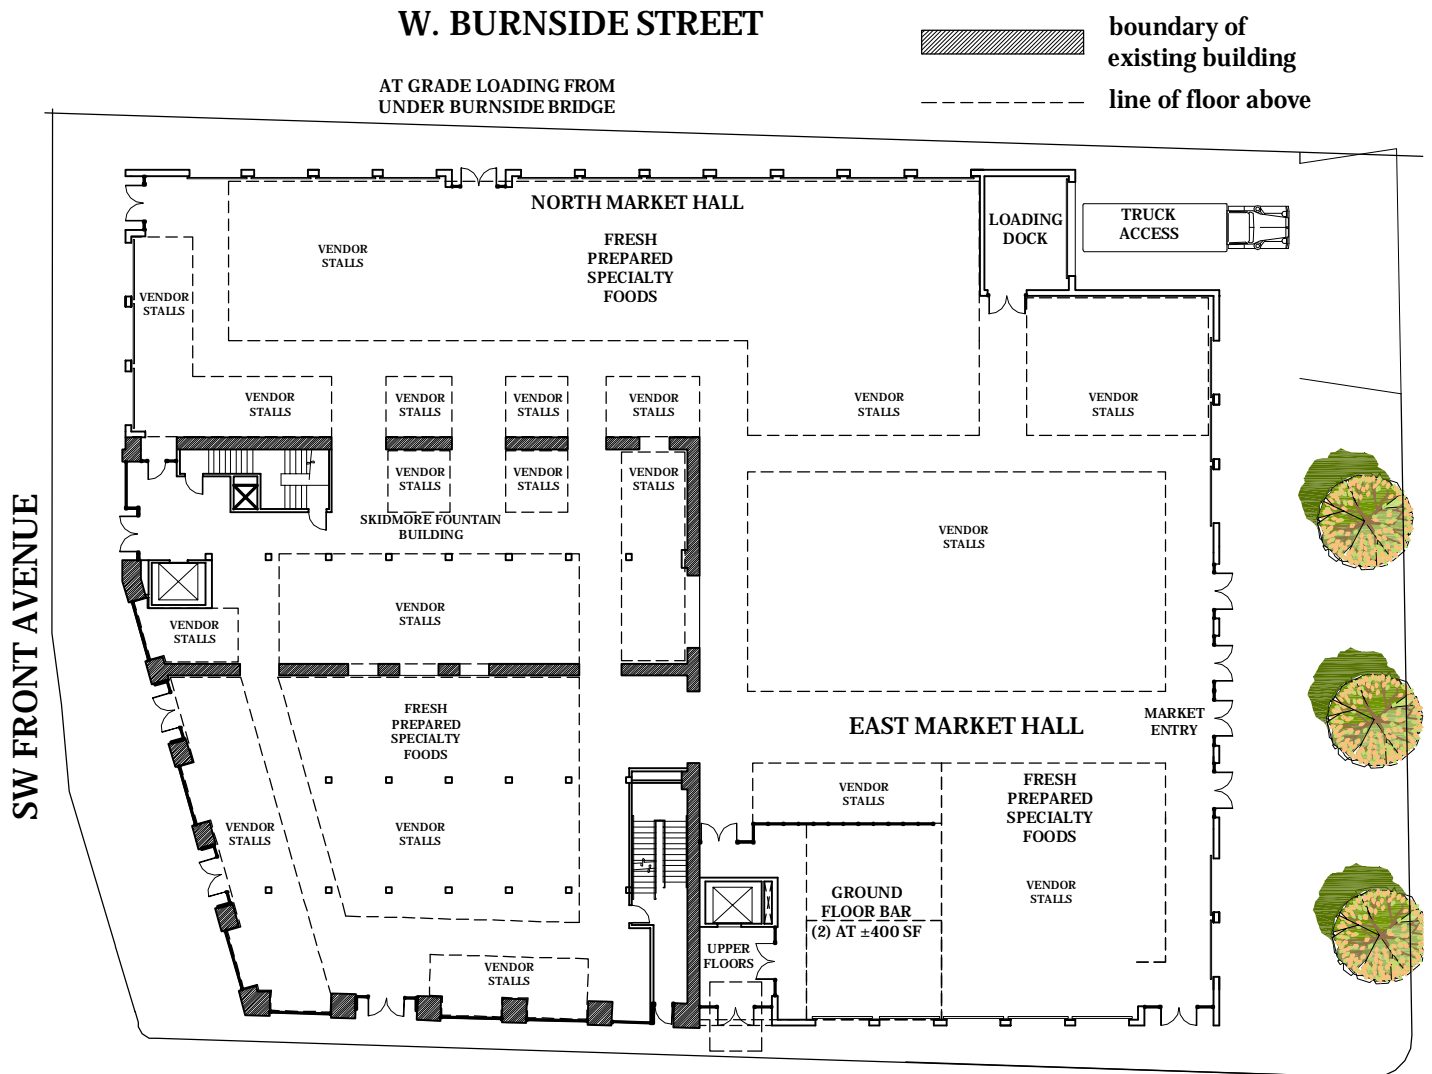 W. BURNSIDE STREET
boundary of
existing building
line of floor above
AT GRADE LOADING FROM
UNDER BURNSIDE BRIDGE
NORTH MARKET HALL
FRESH
PREPARED
SPECIALTY
FOODS
VENDOR
STALLS
VENDOR
STALLS
LOADING
DOCK
TRUCK
ACCESS
VENDOR
STALLS
VENDOR
STALLS
VENDOR
STALLS
VENDOR
STALLS
VENDOR
STALLS
VENDOR
STALLS
VENDOR
STALLS
VENDOR
STALLS
VENDOR
STALLS
SKIDMORE FOUNTAIN
BUILDING
VENDOR
STALLS
SW FRONT AVENUE
VENDOR
STALLS
VENDOR
STALLS
FRESH
PREPARED
SPECIALTY
FOODS
EAST MARKET HALL
MARKET
ENTRY
VENDOR
STALLS
FRESH
PREPARED
SPECIALTY
FOODS
VENDOR
STALLS
VENDOR
STALLS
GROUND
FLOOR BAR
(2) AT ±400 SF
VENDOR
STALLS
UPPER
FLOORS
VENDOR
STALLS